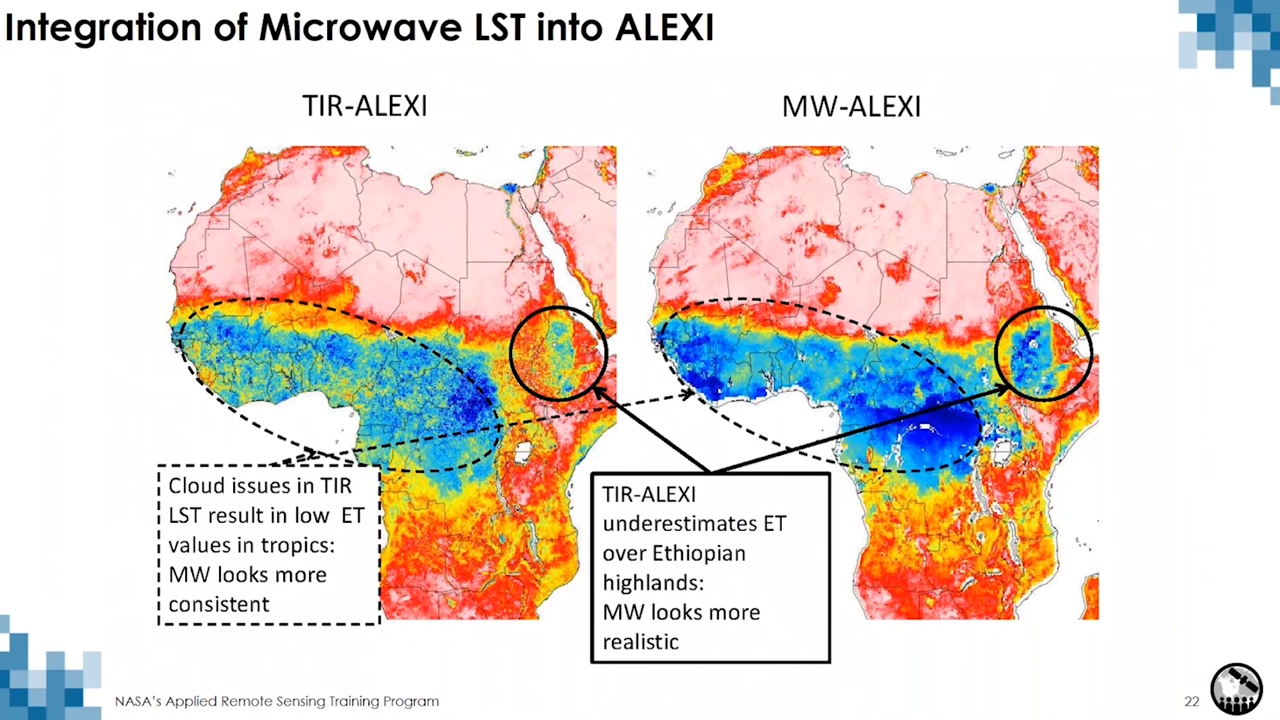 Integration of Microwave LST into ALEXI
TIR-ALEXI
MW-ALEXI
Cloud issues in TIR
LST result in low ET
values in tropics:
MW looks more
consistent
TIR-ALEXI
underestimates ET
over Ethiopian
highlands:
MW looks more
realistic
NASA's Applied Remote Sensing Training Program
22